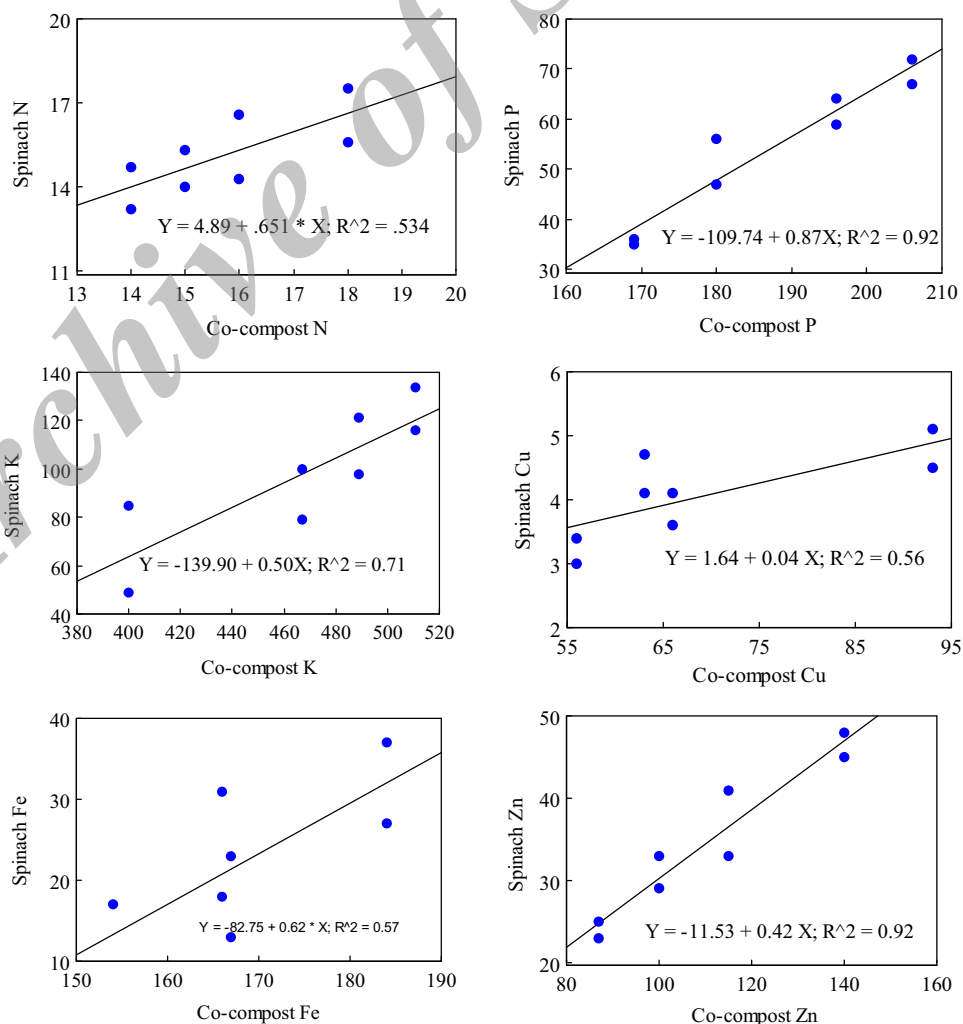 Archive of S
20
17
14
11
Spinach N
Y = 4.89 + .651 * X; R^2 = .534
13 14 15 16 17 18 19 20
Co-compost N
80
70
60
50
40
30
Spinach P
Y = -109.74 + 0.87X; R^2 = 0.92
160 170 180 190 200 210
Co-compost P
140
120
100
80
60
40
Spinach K
Y = -139.90 + 0.50X; R^2 = 0.71
380 400 420 440 460 480 500 520
Co-compost K
6
5
4
3
2
Spinach Cu
Y = 1.64 + 0.04 X; R^2 = 0.56
55 65 75 85 95
Co-compost Cu
40
30
20
10
Spinach Fe
Y = -82.75 + 0.62 * X; R^2 = 0.57
150 160 170 180 190
Co-compost Fe
50
40
30
20
Spinach Zn
Y = -11.53 + 0.42 X; R^2 = 0.92
80 100 120 140 160
Co-compost Zn